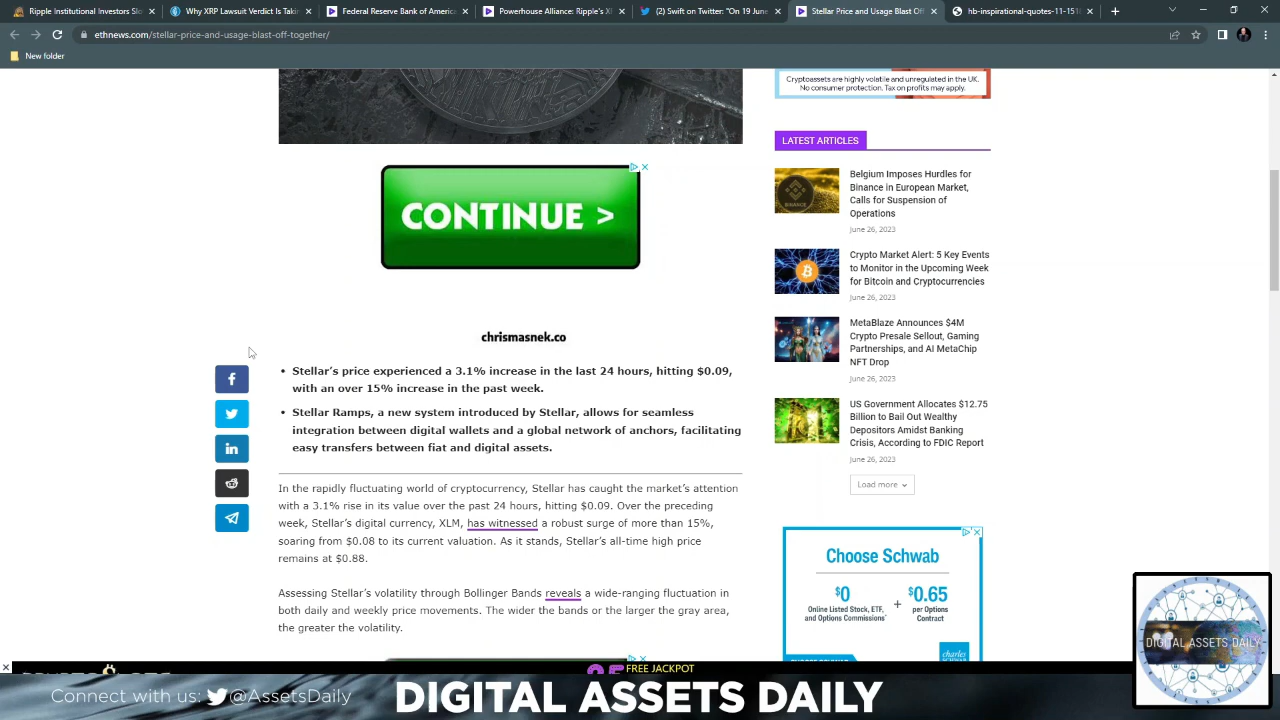 Ripple Institutional Investors Score
Why XRP Lawsuit Verdict Is Takin
Federal Reserve Bank of America
Powerhouse Alliance: Ripple's X
(2) Swift on Twitter: "On 19 June
Stellar Price and Usage Blast Off
hb-inspirational-quotes-11-151
ethnews.com/stellar-price-and-usage-blast-off-together/
New folder
Cryptoassets are highly volatile and unregulated in the UK.
No consumer protection. Tax on profits may apply.
LATEST ARTICLES
Belgium Imposes Hurdles for
Binance in European Market,
Calls for Suspension of
Operations
June 26, 2023
Crypto Market Alert: 5 Key Events
to Monitor in the Upcoming Week
for Bitcoin and Cryptocurrencies
June 26, 2023
MetaBlaze Announces $4M
Crypto Presale Sellout, Gaming
Partnerships, and AI MetaChip
NFT Drop
June 26, 2023
US Government Allocates $12.75
Billion to Bail Out Wealthy
Depositors Amidst Banking
Crisis, According to FDIC Report
June 26, 2023
Load more
CONTINUE >
chrismasnek.co
• Stellar's price experienced a 3.1% increase in the last 24 hours, hitting $0.09,
with an over 15% increase in the past week.
• Stellar Ramps, a new system introduced by Stellar, allows for seamless
integration between digital wallets and a global network of anchors, facilitating
easy transfers between fiat and digital assets.
In the rapidly fluctuating world of cryptocurrency, Stellar has caught the market's attention
with a 3.1% rise in its value over the past 24 hours, hitting $0.09. Over the preceding
week, Stellar's digital currency, XLM, has witnessed a robust surge of more than 15%,
soaring from $0.08 to its current valuation. As it stands, Stellar's all-time high price
remains at $0.88.
Assessing Stellar's volatility through Bollinger Bands reveals a wide-ranging fluctuation in
both daily and weekly price movements. The wider the bands or the larger the gray area,
the greater the volatility.
Choose Schwab
$0
Online Listed Stock, ETF,
and Options Commissions*
+
$0.65
per Options
Contract
charles
FREE JACKPOT
DIGITAL ASSETS DAILY
Connect with us: @AssetsDaily
DIGITAL ASSETS DAILY